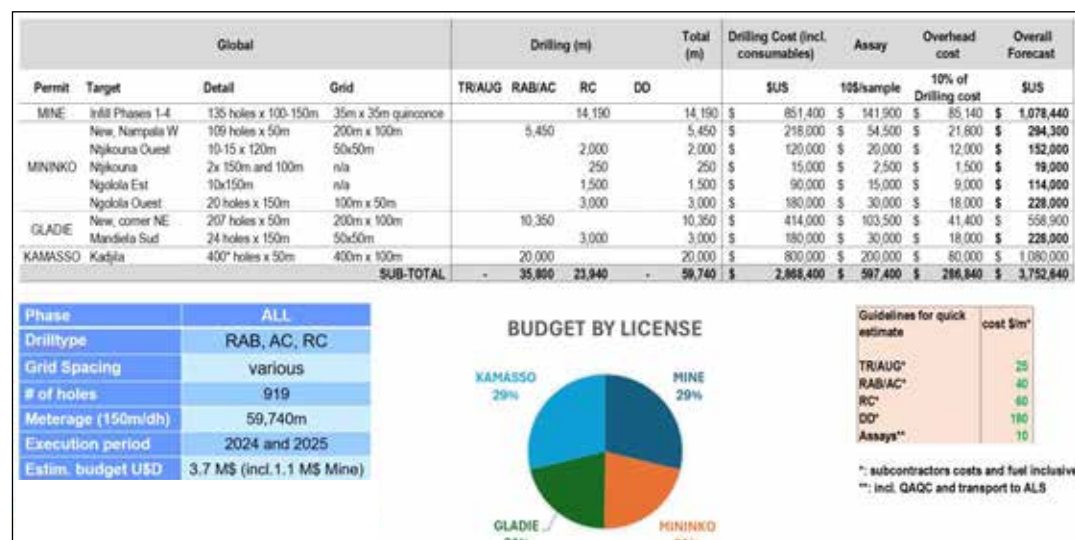 Global Drilling (m) Total (m) Drilling Cost (incl. consumables) Assay Overhead cost Overall Forecast
Permit Target Detail Grid TR/AUG RAB/AC RC DD $US 10$/sample 10% of Drilling cost $US
MINE Infill Phases 1-4 135 holes x 100-150m 35m x 35m quinconce 14,190 14,190 $ 851,400 $ 141,900 $ 85,140 $ 1,078,440
New, Nampala W 109 holes x 50m 200m x 100m 5,450 5,450 $ 218,000 $ 54,500 $ 21,800 $ 294,300
Ntjikouna Ouest 10-15 x 120m 50x50m 2,000 2,000 $ 120,000 $ 20,000 $ 12,000 $ 152,000
MININKO Ntjikouna 2x 150m and 100m n/a 250 250 $ 15,000 $ 2,500 $ 1,500 $ 19,000
Ngolola Est 10x150m n/a 1,500 1,500 $ 90,000 $ 15,000 $ 9,000 $ 114,000
Ngolola Ouest 20 holes x 150m 100m x 50m 3,000 3,000 $ 180,000 $ 30,000 $ 18,000 $ 228,000
GLADIE New, corner NE 207 holes x 50m 200m x 100m 10,350 10,350 $ 414,000 $ 103,500 $ 41,400 $ 558,900
Mandiela Sud 24 holes x 150m 50x50m 3,000 3,000 $ 180,000 $ 30,000 $ 18,000 $ 228,000
KAMASSO Kadjila 400* holes x 50m 400m x 100m 20,000 20,000 $ 800,000 $ 200,000 $ 80,000 $ 1,080,000
SUB-TOTAL - 35,800 23,940 - 59,740 $ 2,868,400 $ 597,400 $ 286,840 $ 3,752,640
Phase ALL
Drilltype RAB, AC, RC
Grid Spacing various
# of holes 919
Meterage (150m/dh) 59,740m
Execution period 2024 and 2025
Estim. budget U$D 3.7 M$ (incl.1.1 M$ Mine)
BUDGET BY LICENSE
KAMASSO
29%
MINE
29%
GLADIE
MININKO
Guidelines for quick estimate cost $/m*
TR/AUG* 25
RAB/AC* 40
RC* 60
DD* 180
Assays** 10
*: subcontractors costs and fuel inclusive
**: incl. QAQC and transport to ALS